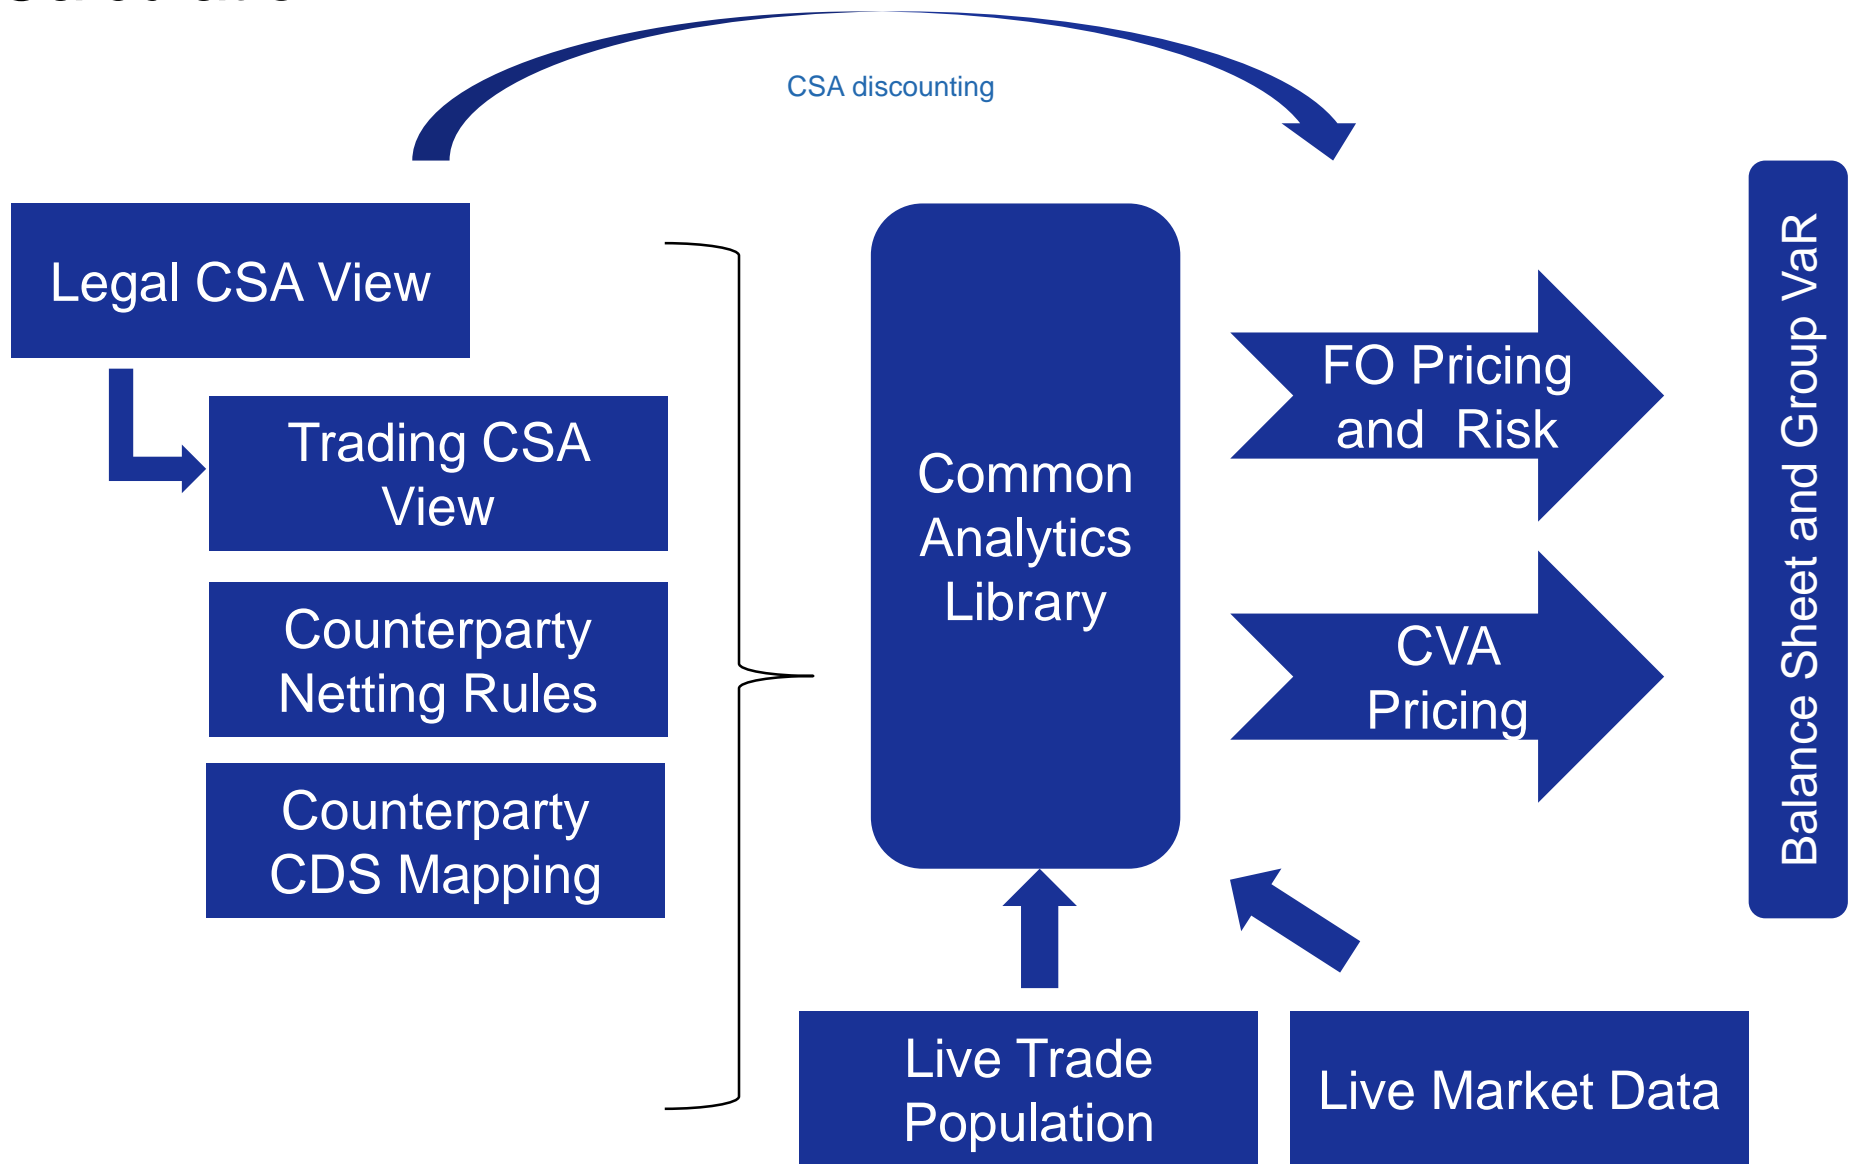 CSA discounting
Legal CSA View
Trading CSA
View
Counterparty
Netting Rules
Counterparty
CDS Mapping
Common
Analytics
Library
FO Pricing
and  Risk
CVA
Pricing
Balance Sheet and Group VaR
Live Trade
Population
Live Market Data